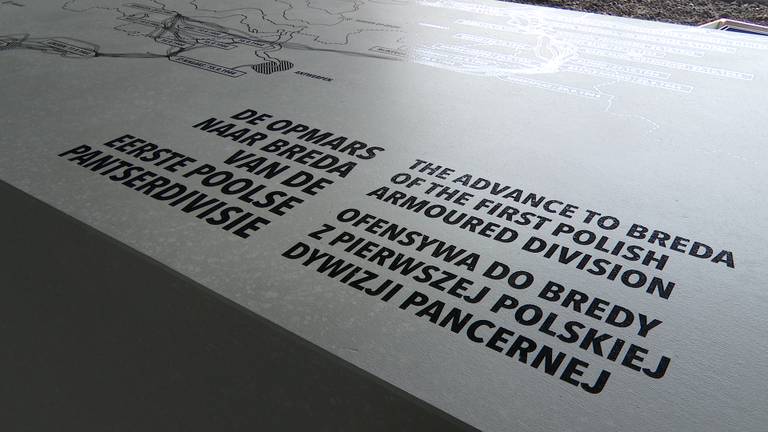 ANTWERPEN
DE OPMARS
NAAR BREDA
VAN DE
EERSTE POOLSE
PANTSERDIVISIE
THE ADVANCE TO BREDA
OF THE FIRST POLISH
ARMOURED DIVISION
OFENSYWA DO BREDY
Z PIERWSZEJ POLSKIEJ
DYWIZJI PANCERNEJ